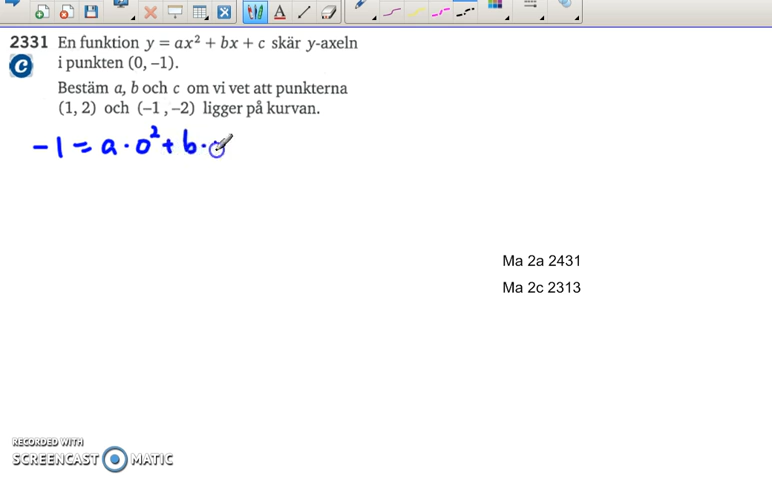 2331 En funktion y = ax² + bx + c skär y-axeln
C i punkten (0, −1).
Bestäm a, b och c om vi vet att punkterna
(1, 2) och (−1 , −2) ligger på kurvan.
-1 = a · 0² + b · 0
Ma 2a 2431
Ma 2c 2313
RECORDED WITH
SCREENCAST MATIC